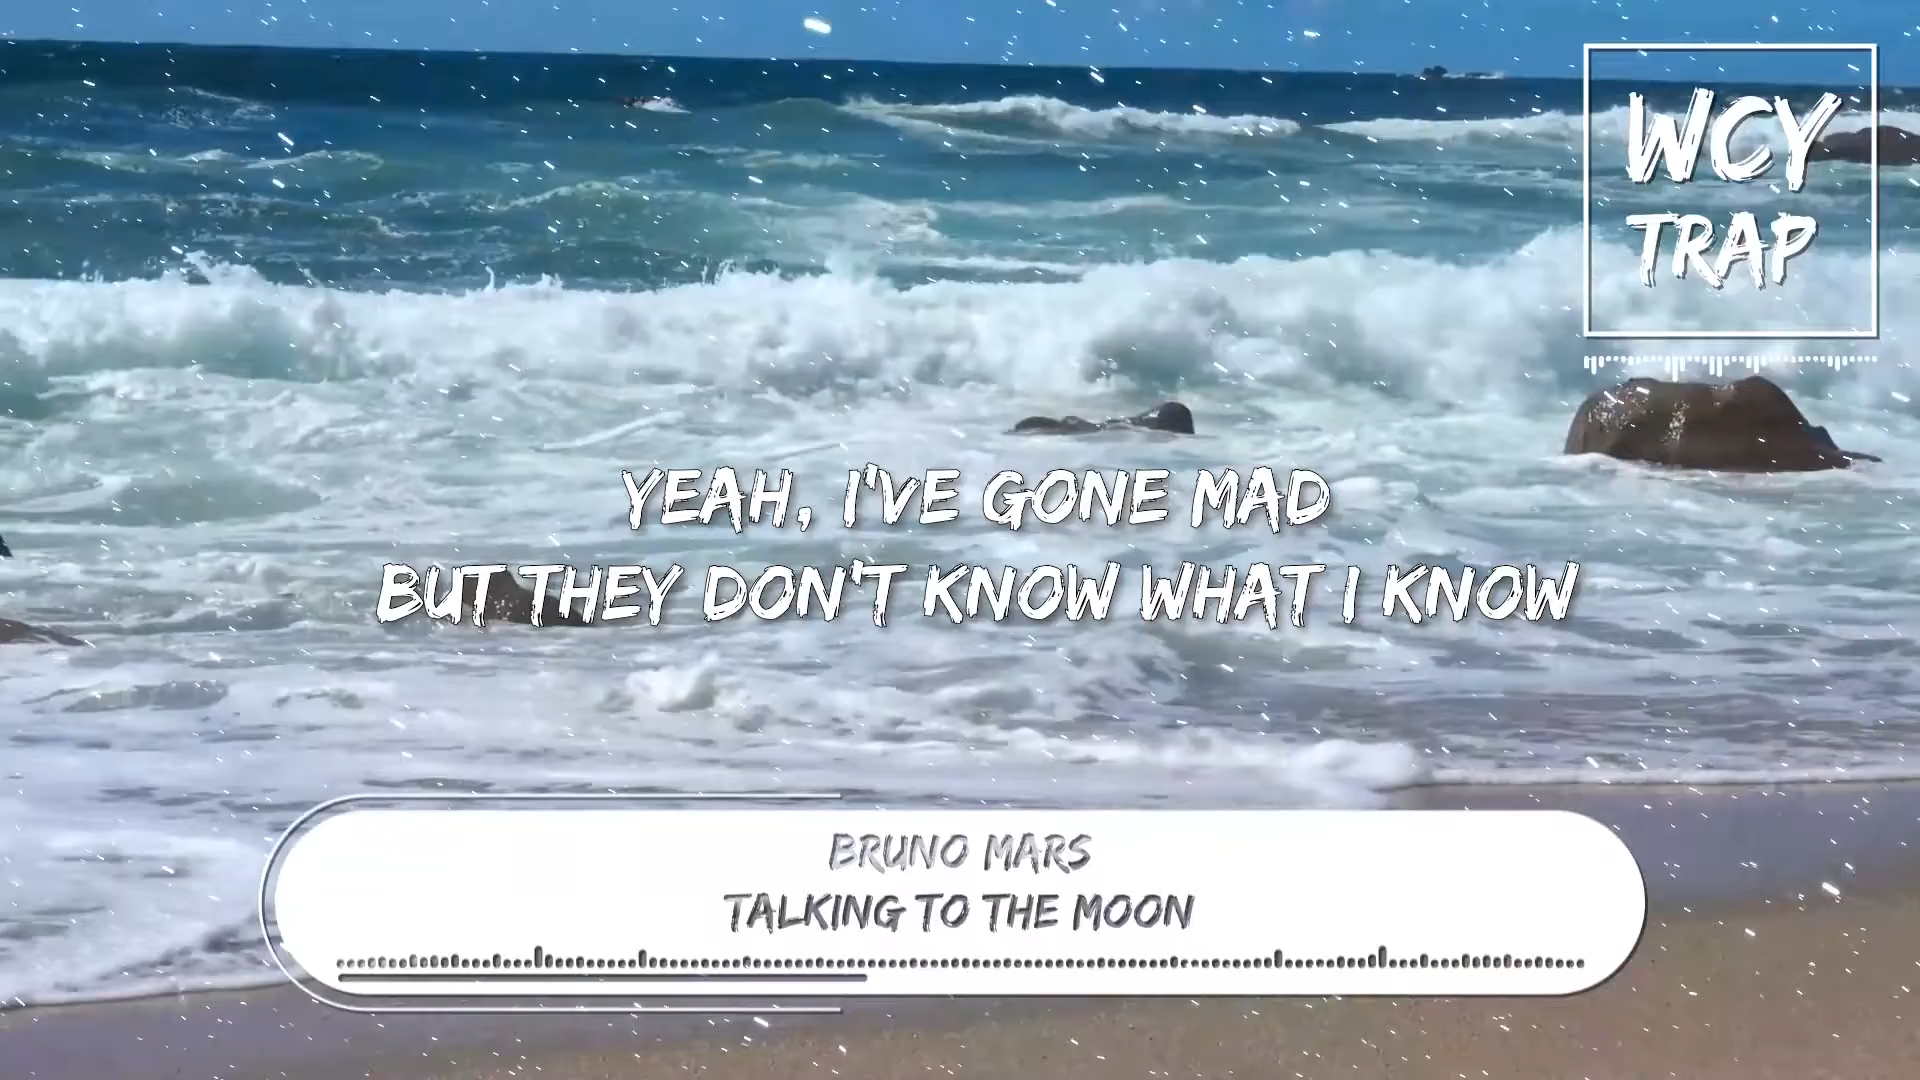 WCY
TRAP
YEAH, I'VE GONE MAD
BUT THEY DON'T KNOW WHAT I KNOW
BRUNO MARS
TALKING TO THE MOON